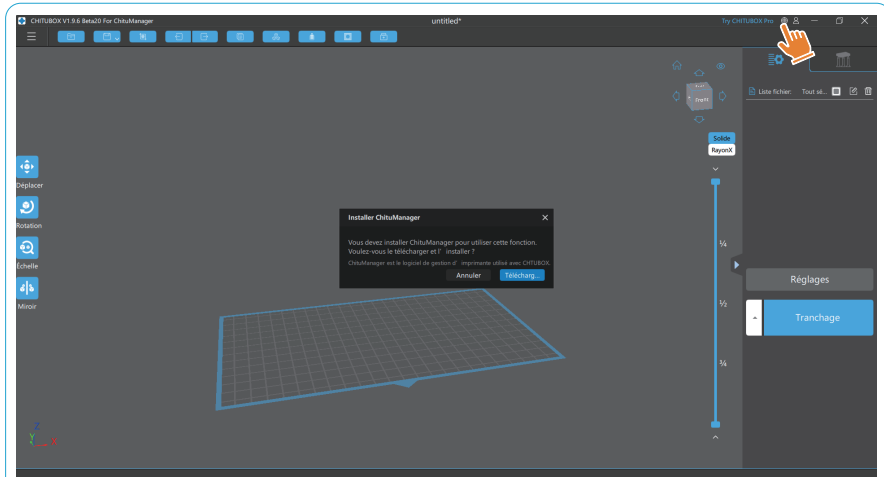 CHITUBOX V1.9.6 Beta20 For ChituManager
untitled*
Try CHITUBOX Pro
Liste fichier:
Tout sé...
Front
Solide
RayonX
Déplacer
Rotation
Échelle
Miroir
Installer ChituManager
Vous devez installer ChituManager pour utiliser cette fonction.
Voulez-vous le télécharger et l' installer ?
ChituManager est le logiciel de gestion d' imprimante utilisé avec CHTUBOX.
Annuler
Télécharg...
¼
½
¾
Réglages
Tranchage
Z
Y
X